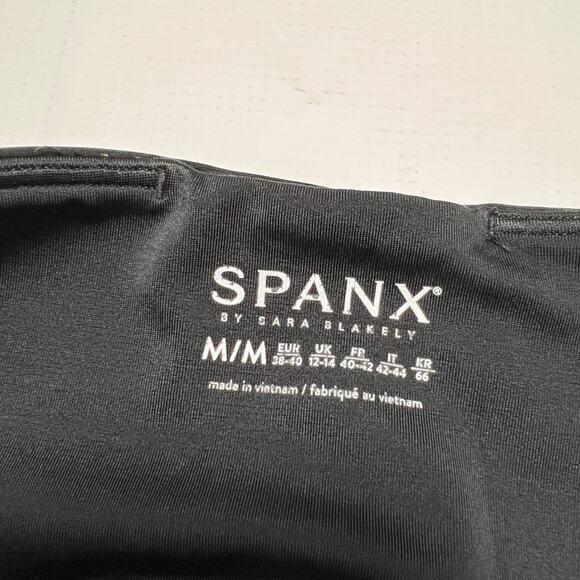 SPANX®
BY SARA BLAKELY
M/M EUR 38-40 UK 12-14 FR 40-42 IT 42-44 KR 66
made in vietnam / fabriqué au vietnam